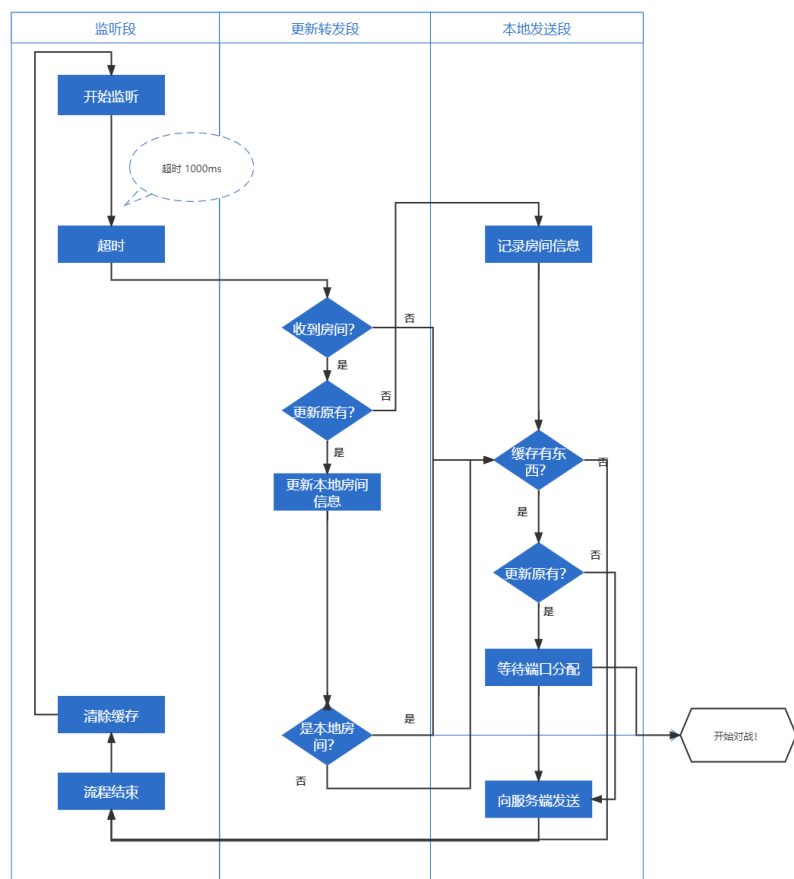 监听段
更新转发段
本地发送段
开始监听
超时 1000ms
超时
记录房间信息
收到房间？
否
是
更新原有？
否
是
缓存有东
西？
否
更新本地房间
信息
是
更新原有？
否
是
等待端口分配
清除缓存
是本地房
间？
是
开始对战！
否
流程结束
向服务端发送